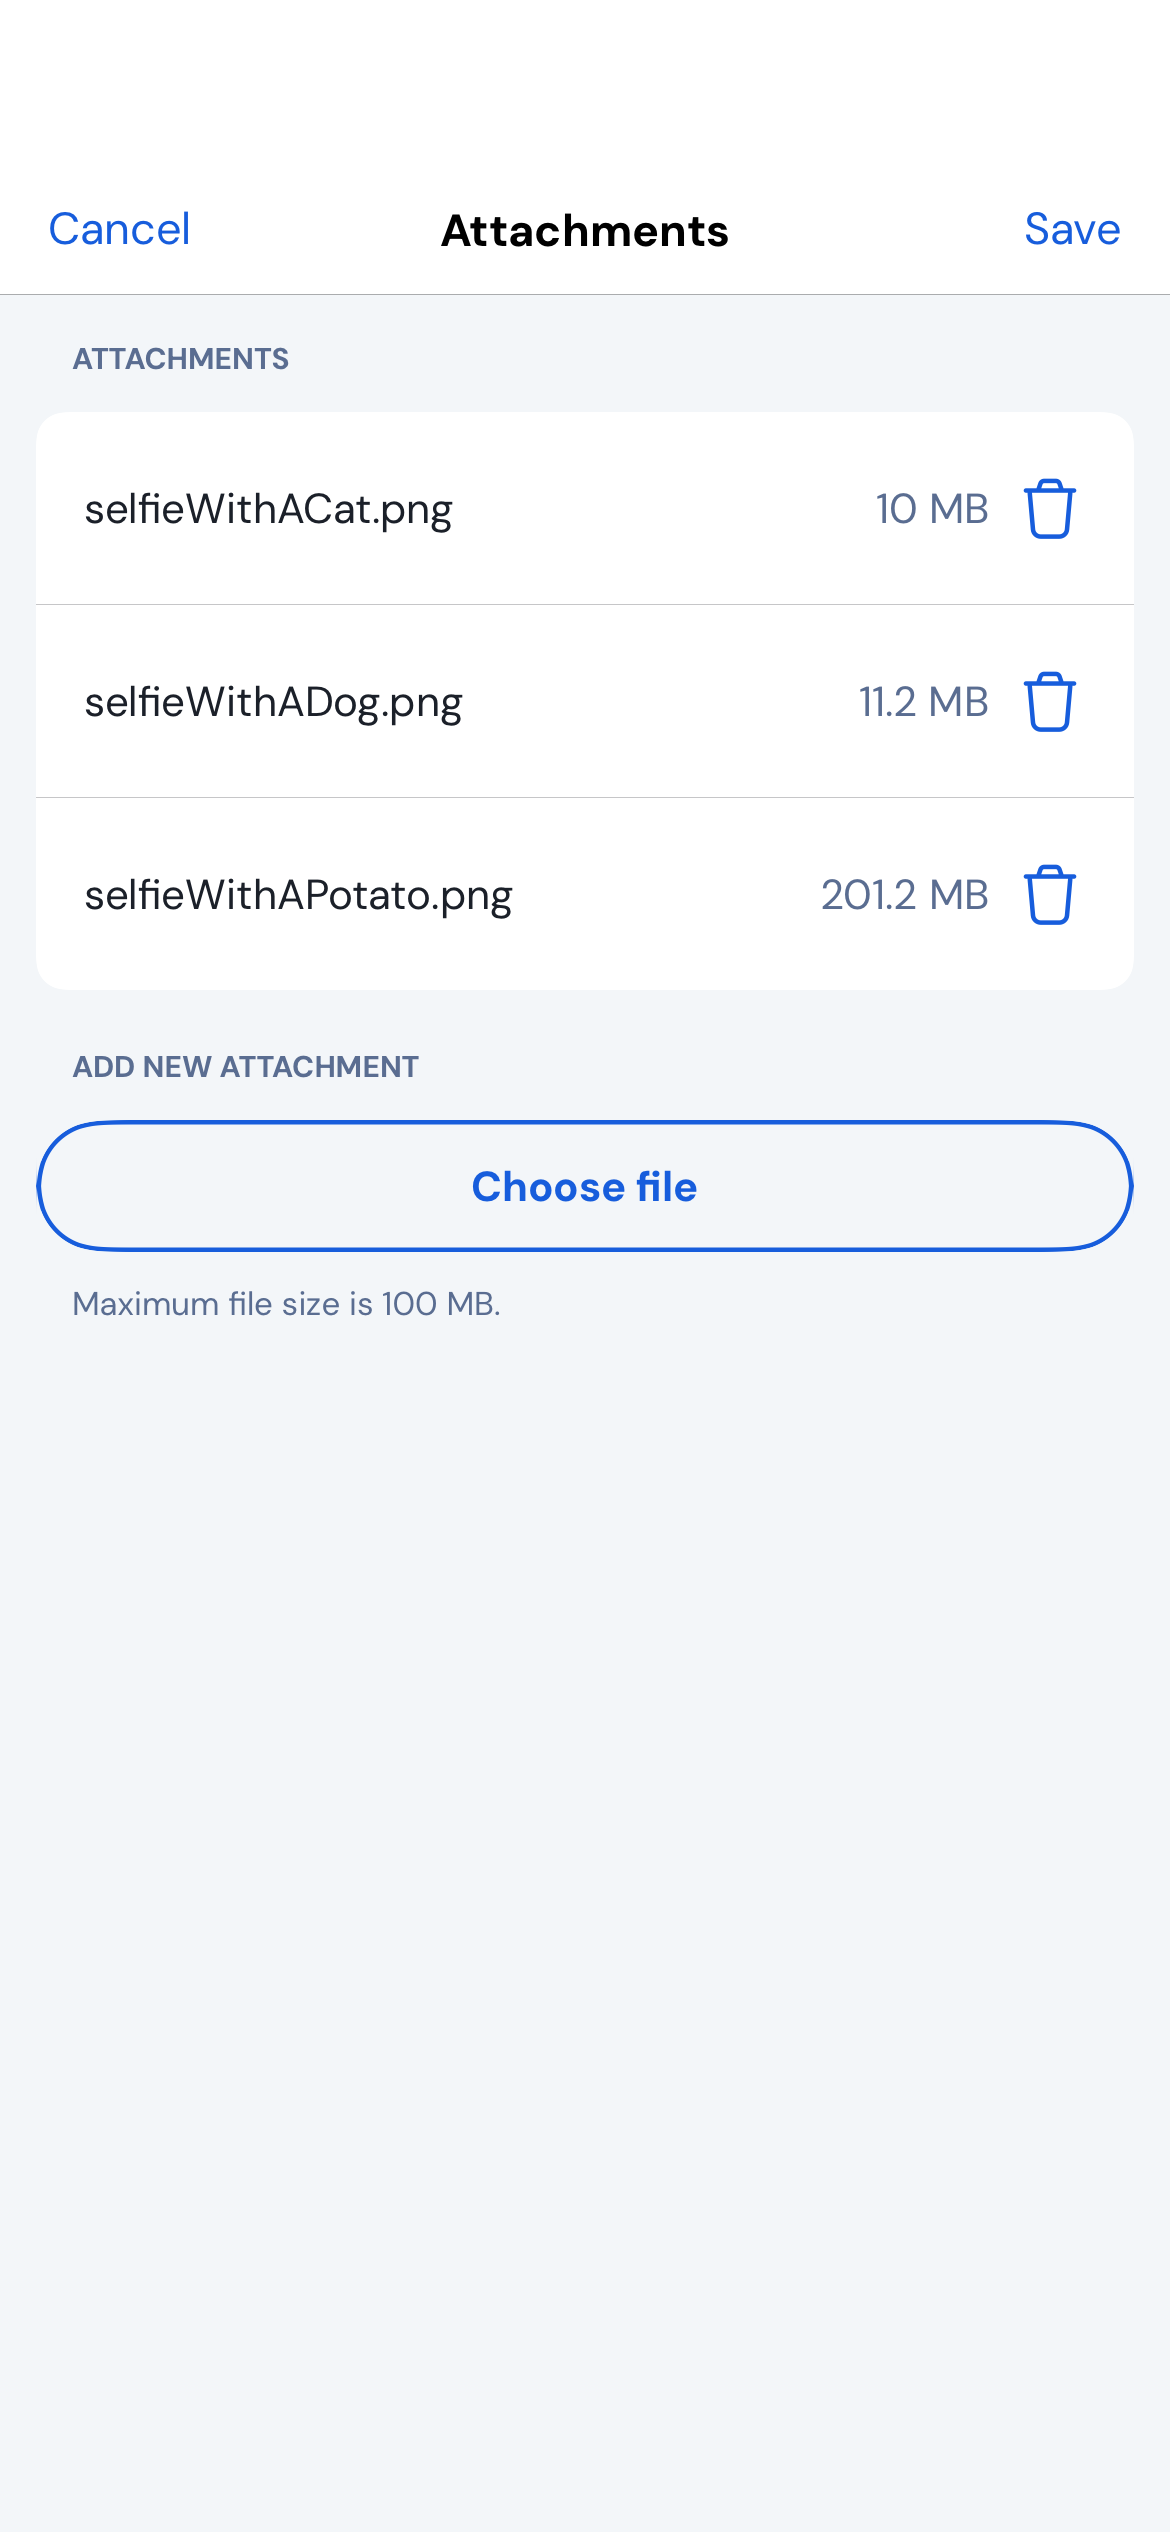 Cancel
Attachments
Save
ATTACHMENTS
selfieWithACat.png
10 MB
selfieWithADog.png
11.2 MB
selfieWithAPotato.png
201.2 MB
ADD NEW ATTACHMENT
Choose file
Maximum file size is 100 MB.